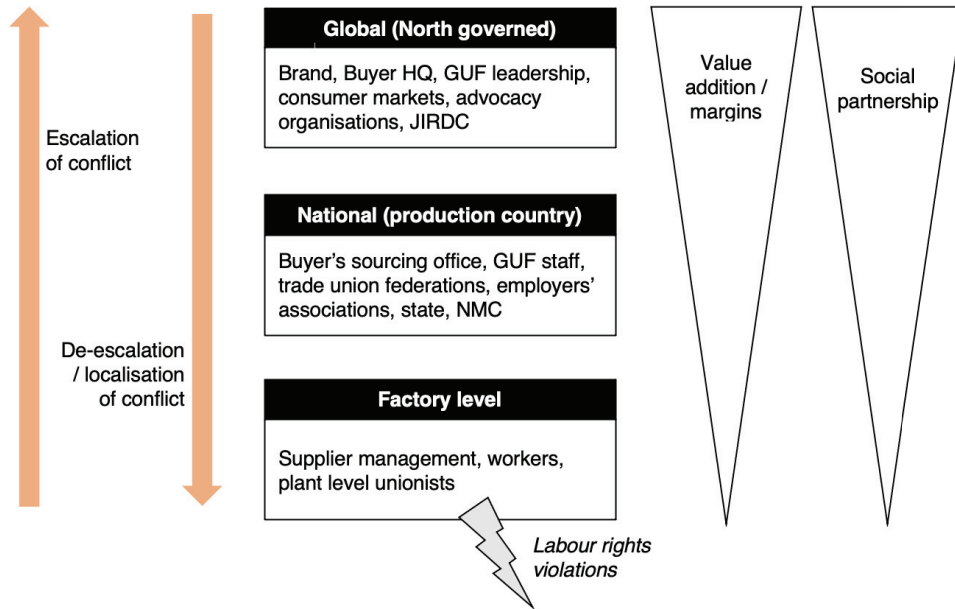 Global (North governed)
Brand, Buyer HQ, GUF leadership,
consumer markets, advocacy
organisations, JIRDC
Escalation
of conflict
National (production country)
Buyer's sourcing office, GUF staff,
trade union federations, employers'
associations, state, NMC
De-escalation
/ localisation
of conflict
Factory level
Supplier management, workers,
plant level unionists
Labour rights
violations
Value
addition /
margins
Social
partnership